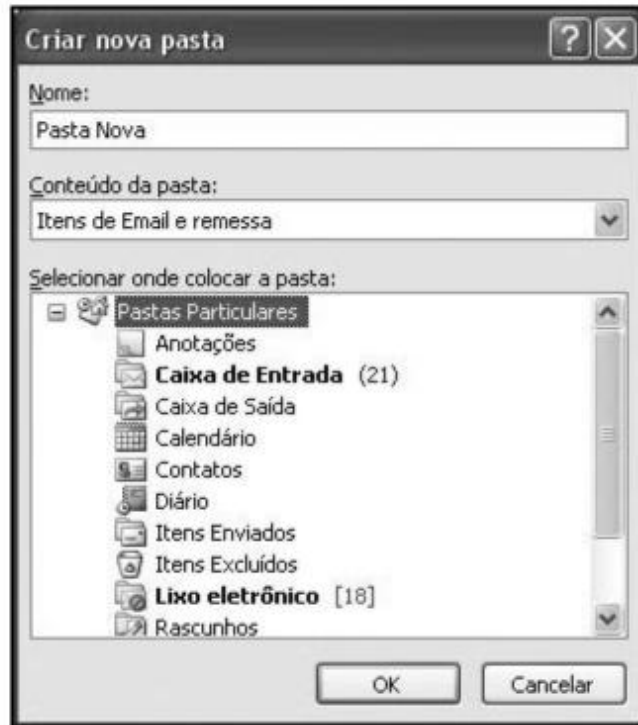 Criar nova pasta
Nome:
Pasta Nova
Conteúdo da pasta:
Itens de Email e remessa
Selecionar onde colocar a pasta:
Pastas Particulares
Anotações
Caixa de Entrada (21)
Caixa de Saída
Calendário
Contatos
Diário
Itens Enviados
Itens Excluídos
Lixo eletrônico [18]
Rascunhos
OK Cancelar